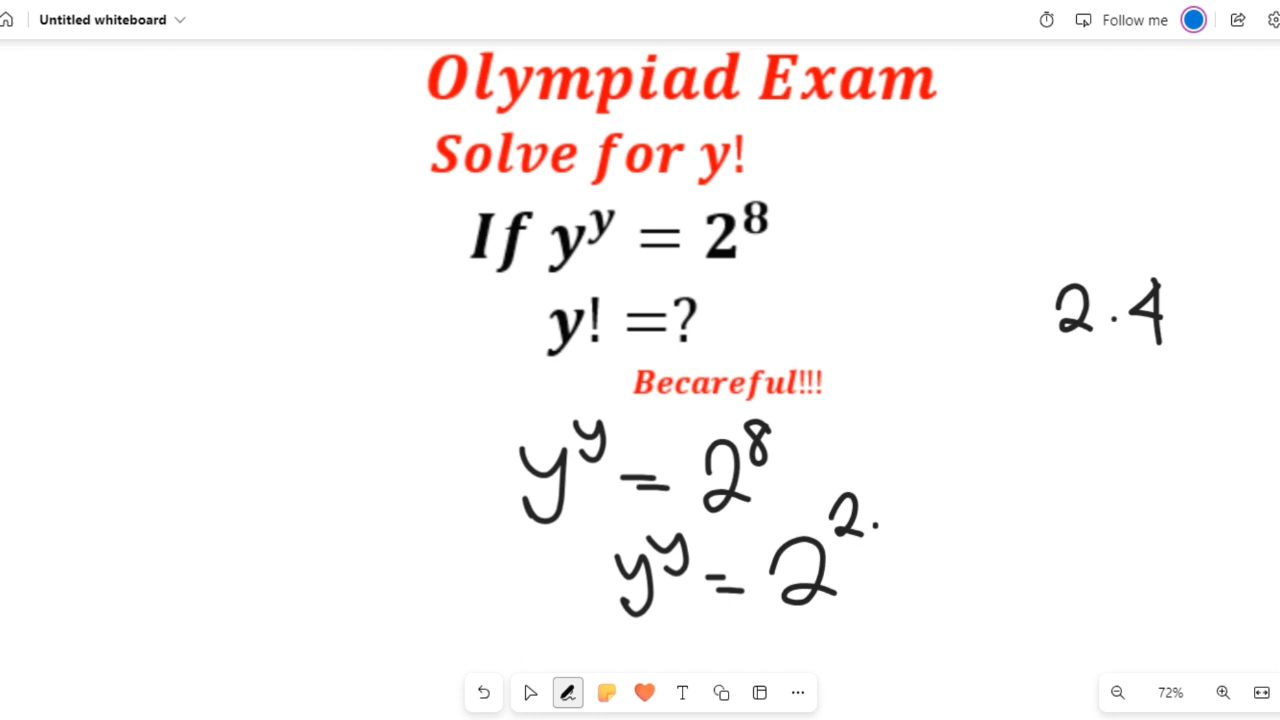 Untitled whiteboard
Follow me
Olympiad Exam
Solve for y!
If y^y = 2^8
y! =?
2.4
Becareful!!!
y^y = 2^8
y^y = 2^2.
T
72%